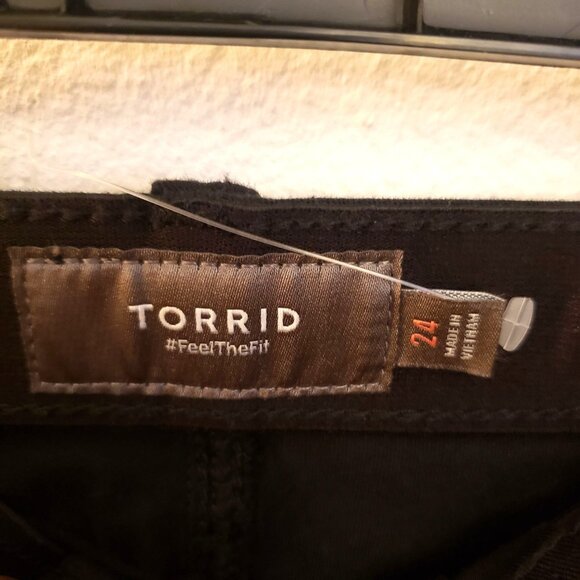 TORRID
#FeelTheFit
24
MADE IN
VIETNAM